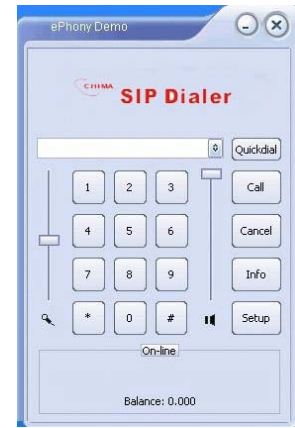 ePhony Demo
CHIMA
SIP Dialer
Quickdial
1 2 3 Call
4 5 6 Cancel
7 8 9 Info
* 0 # Setup
On-line
Balance: 0.000